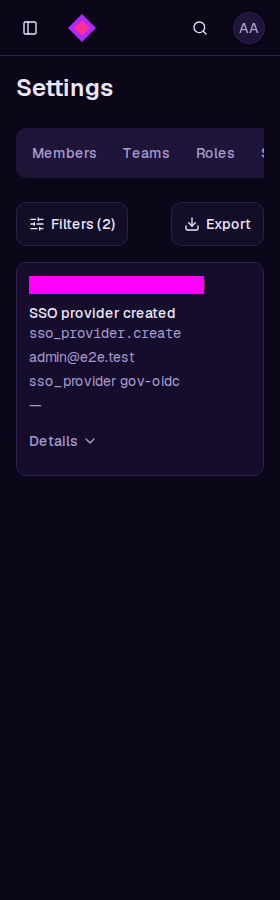 AA
Settings
Members Teams Roles
Filters (2) Export
SSO provider created
sso_provider.create
admin@e2e.test
sso_provider gov-oidc
—
Details